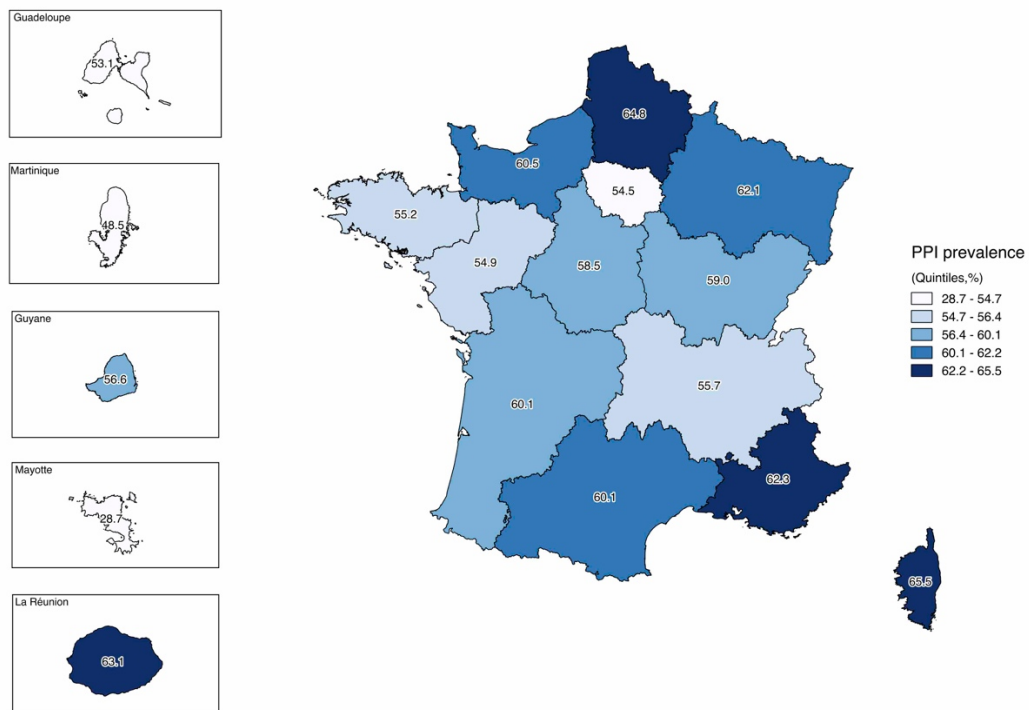 Guadeloupe
53.1
Martinique
48.5
Guyane
56.6
Mayotte
28.7
La Réunion
63.1
64.8
60.5
54.5
62.1
55.2
54.9
58.5
59.0
60.1
55.7
60.1
62.3
65.5
PPI prevalence
(Quintiles,%)
28.7 - 54.7
54.7 - 56.4
56.4 - 60.1
60.1 - 62.2
62.2 - 65.5